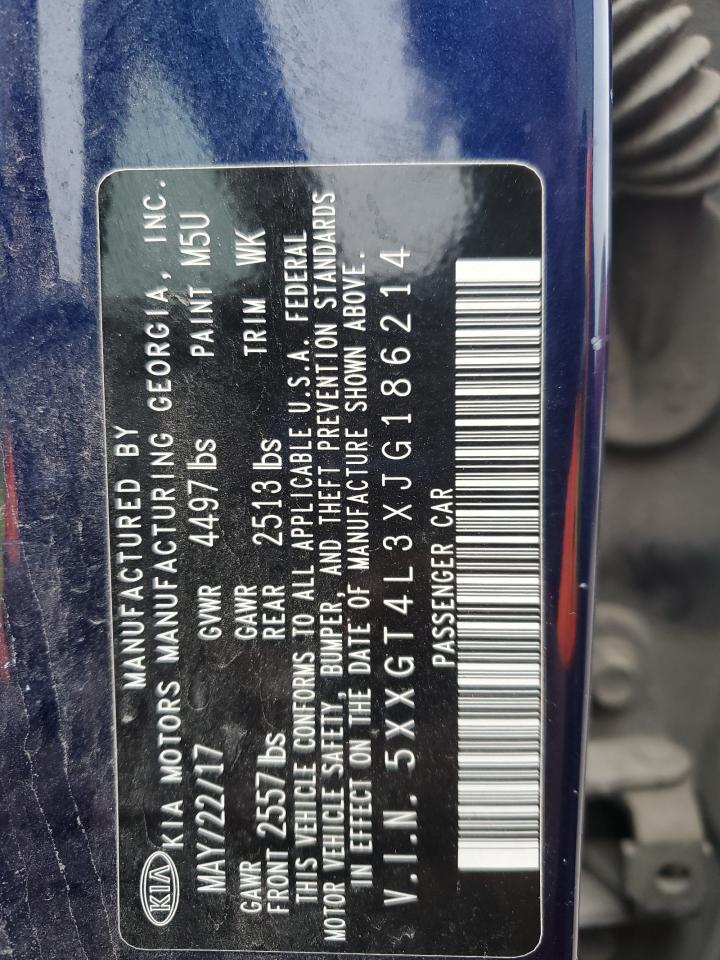 MANUFACTURED BY
KIA KIA MOTORS MANUFACTURING GEORGIA, INC.
MAY/22/17 GVWR 4497 lbs PAINT M5U
GAWR GAWR
FRONT 2557 lbs REAR 2513 lbs TRIM WK
THIS VEHICLE CONFORMS TO ALL APPLICABLE U.S.A. FEDERAL
MOTOR VEHICLE SAFETY, BUMPER, AND THEFT PREVENTION STANDARDS
IN EFFECT ON THE DATE OF MANUFACTURE SHOWN ABOVE.
V.I.N. 5XXGT4L3XJG186214
PASSENGER CAR